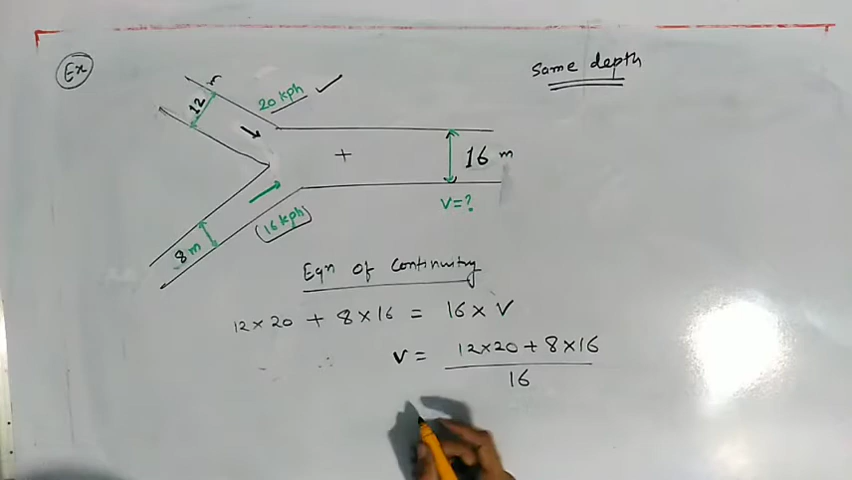 Ex
Same depth
12 m
20 kph ✓
+
16 m
V=?
(16 kph)
8 m
Eqn of Continuity
12×20 + 8×16 = 16×V
∴ V = 12×20 + 8×16
16